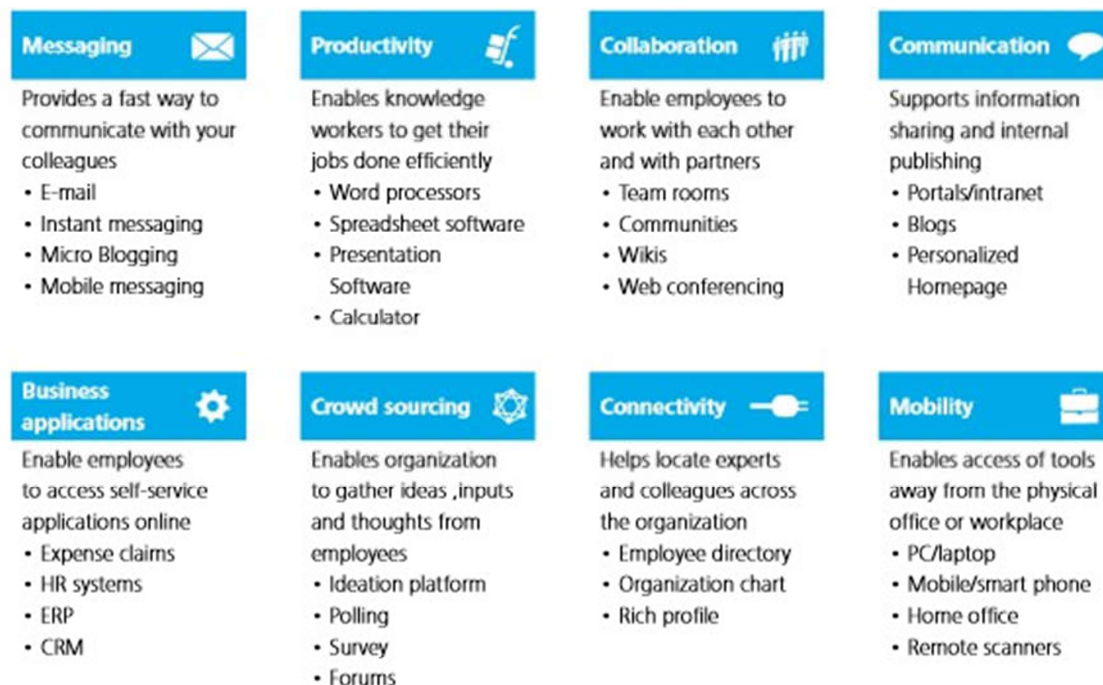 Messaging
Provides a fast way to
communicate with your
colleagues
• E-mail
• Instant messaging
• Micro Blogging
• Mobile messaging
Productivity
Enables knowledge
workers to get their
jobs done efficiently
• Word processors
• Spreadsheet software
• Presentation
Software
• Calculator
Collaboration
Enable employees to
work with each other
and with partners
• Team rooms
• Communities
• Wikis
• Web conferencing
Communication
Supports information
sharing and internal
publishing
• Portals/intranet
• Blogs
• Personalized
Homepage
Business
applications
Enable employees
to access self-service
applications online
• Expense claims
• HR systems
• ERP
• CRM
Crowd sourcing
Enables organization
to gather ideas ,inputs
and thoughts from
employees
• Ideation platform
• Polling
• Survey
• Forums
Connectivity
Helps locate experts
and colleagues across
the organization
• Employee directory
• Organization chart
• Rich profile
Mobility
Enables access of tools
away from the physical
office or workplace
• PC/laptop
• Mobile/smart phone
• Home office
• Remote scanners